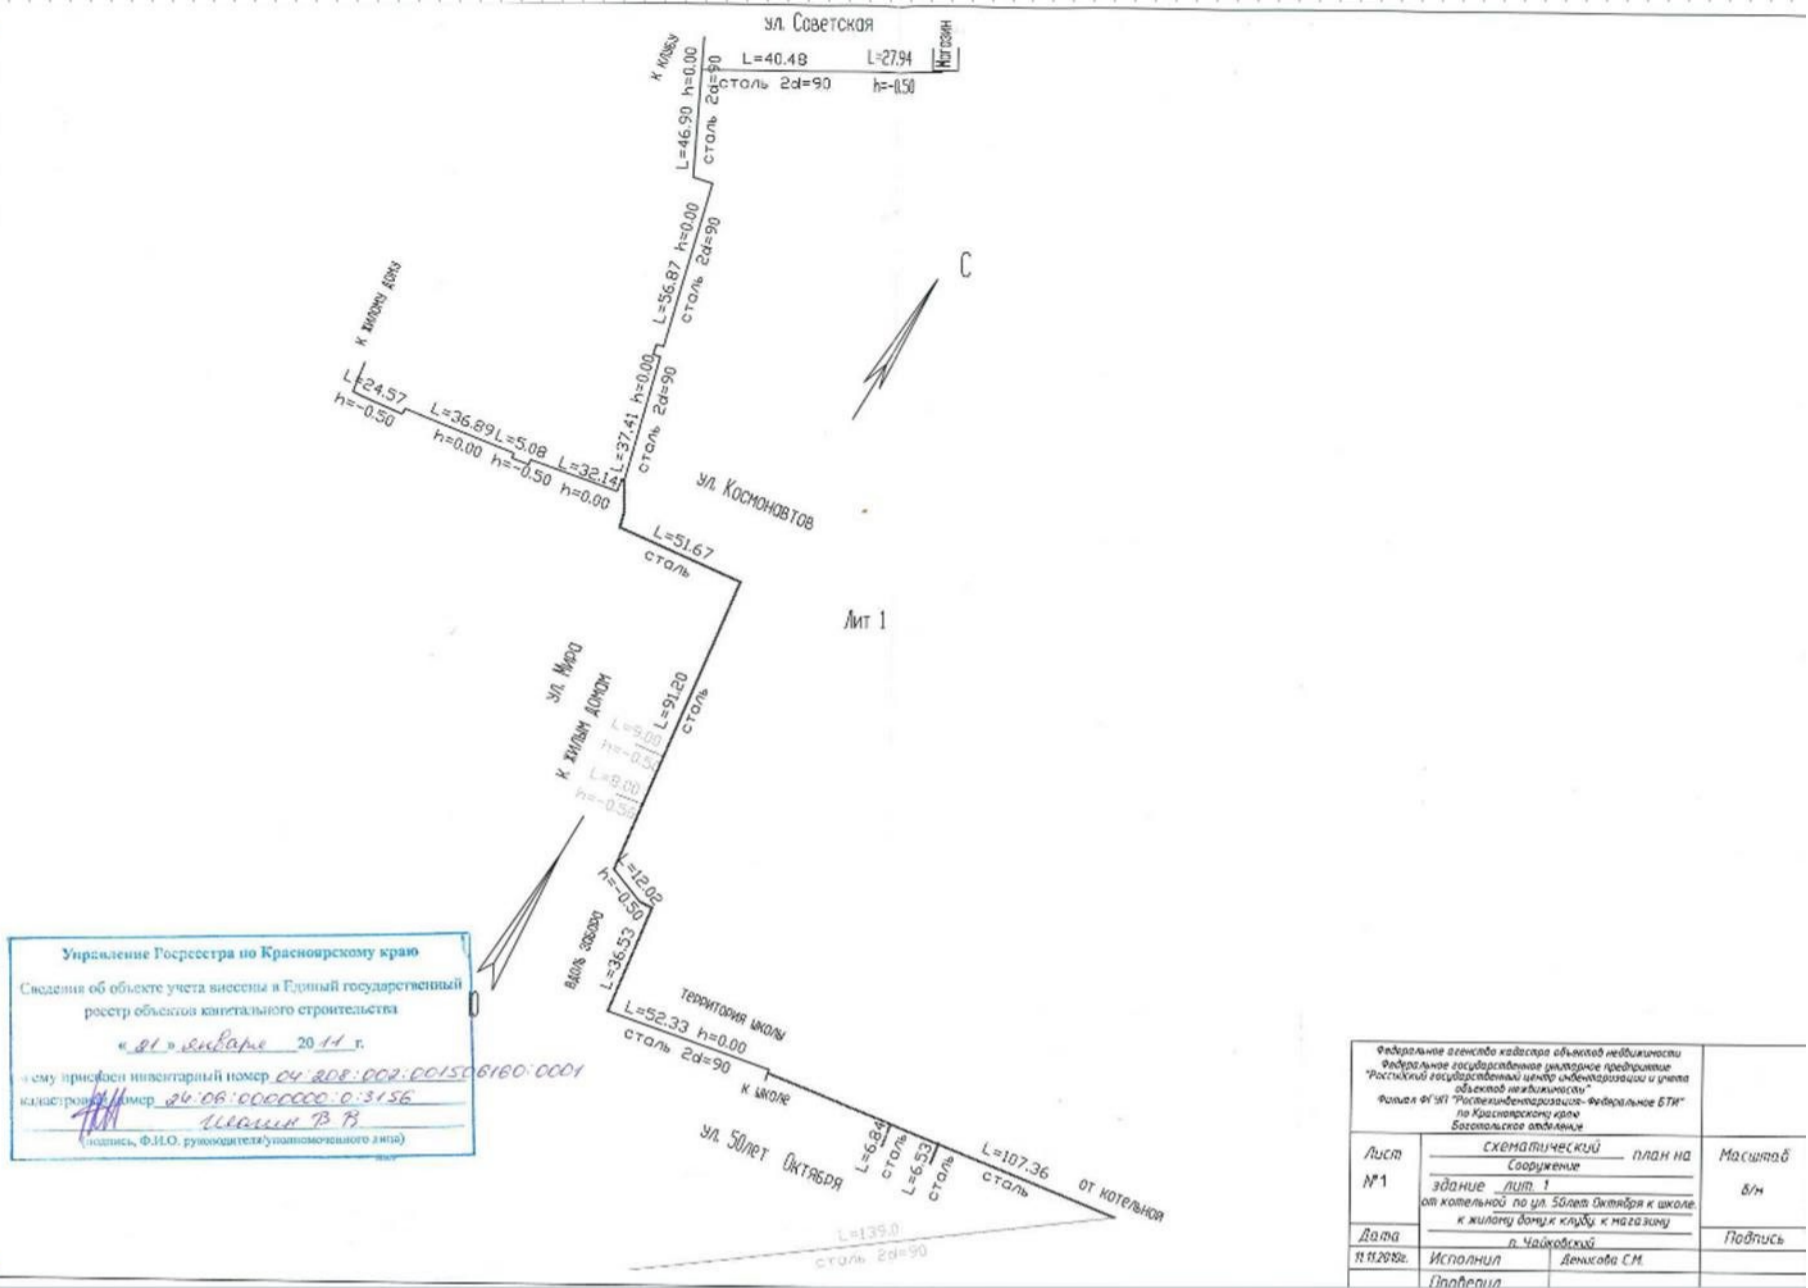 ул. Советская
к клубу
L=46.90 h=0.00
сталь 2d=90
L=40.48
L=27.94
Магазин
сталь 2d=90
h=-0.50
L=56.87 h=0.00
сталь 2d=90
С
к жилому дому
L=24.57
h=-0.50
L=36.89
h=0.00
L=5.08
h=-0.50
L=32.14
h=0.00
L=37.41 h=0.00
сталь 2d=90
ул. Космонавтов
L=51.67
сталь
Лит 1
ул. Мира
к жилым домам
L=91.20
сталь
L=9.00
h=-0.50
L=8.00
h=-0.50
L=12.02
h=-0.50
вдоль забора
L=36.53
территория школы
L=52.33 h=0.00
сталь 2d=90
к школе
ул. 50лет Октября
L=6.84
сталь
L=6.53
сталь
L=107.36
сталь
от котельной
L=139.0
сталь 2d=90
Управление Госреестра по Красноярскому краю
Сведения об объекте учета внесены в Единый государственный
реестр объектов капитального строительства
« 21 » января 2011 г.
ему присвоен инвентарный номер 04:208:002:001506160:0001
кадастровый номер 24:06:0000000:0:3156
(подпись, Ф.И.О. руководителя/уполномоченного лица)
Федеральное агенство кадастра объектов недвижимости
Федеральное государственное унитарное предприятие
"Российский государственный центр инвентаризации и учета
объектов недвижимости"
Филиал ФГУП "Ростехинвентаризация-Федеральное БТИ"
по Красноярскому краю
Боготольское отделение
Лист
№1
схематический план на
Сооружение
здание лит. 1
от котельной по ул. 50лет Октября к школе,
к жилому дому,к клубу, к магазину
п. Чайковский
Масштаб
б/н
Дата
Подпись
Исполнил
Денисова С.М.
Проверил